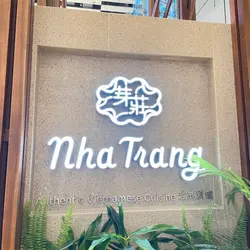 芽莊
Nha Trang
Authentic Vietnamese Cuisine